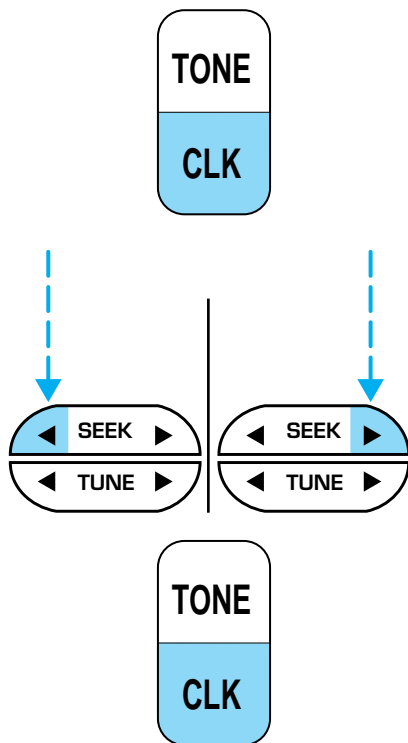 TONE
CLK
◀ SEEK ▶ ◀ SEEK ▶
◀ TUNE ▶ ◀ TUNE ▶
TONE
CLK